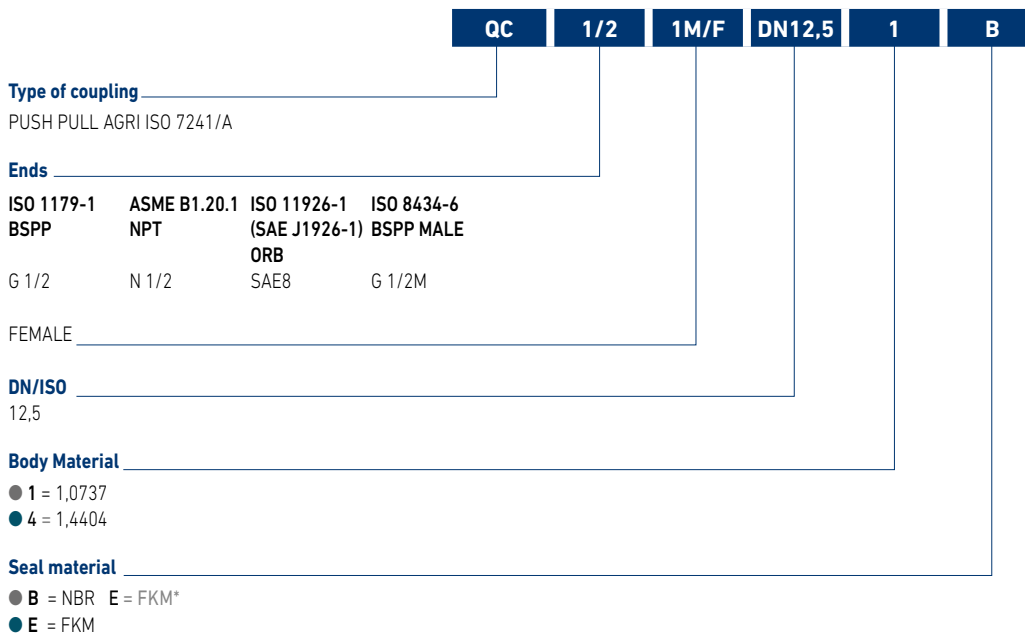 QC 1/2 1M/F DN12,5 1 B
Type of coupling
PUSH PULL AGRI ISO 7241/A
Ends
ISO 1179-1 ASME B1.20.1 ISO 11926-1 ISO 8434-6
BSPP NPT (SAE J1926-1) BSPP MALE
ORB
G 1/2 N 1/2 SAE8 G 1/2M
FEMALE
DN/ISO
12,5
Body Material
1 = 1,0737
4 = 1,4404
Seal material
B = NBR E = FKM*
E = FKM